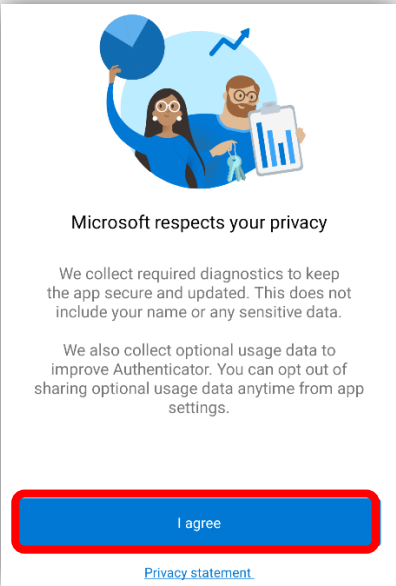 Microsoft respects your privacy
We collect required diagnostics to keep
the app secure and updated. This does not
include your name or any sensitive data.
We also collect optional usage data to
improve Authenticator. You can opt out of
sharing optional usage data anytime from app
settings.
I agree
Privacy statement